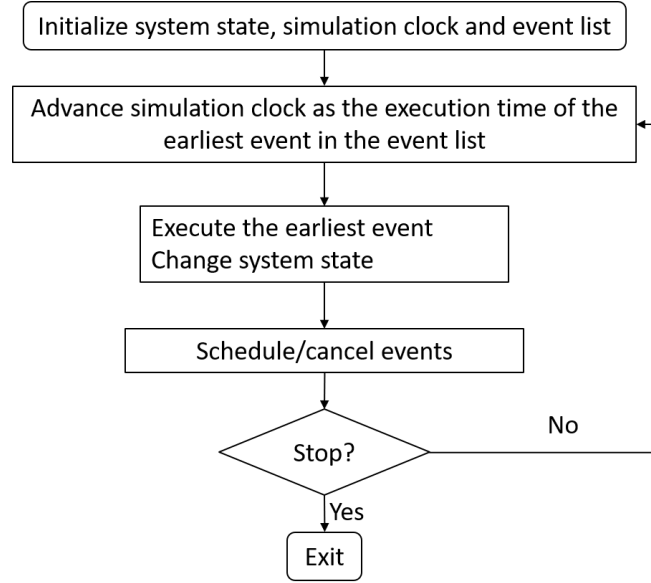 Initialize system state, simulation clock and event list
Advance simulation clock as the execution time of the
earliest event in the event list
Execute the earliest event
Change system state
Schedule/cancel events
Stop?
No
Yes
Exit